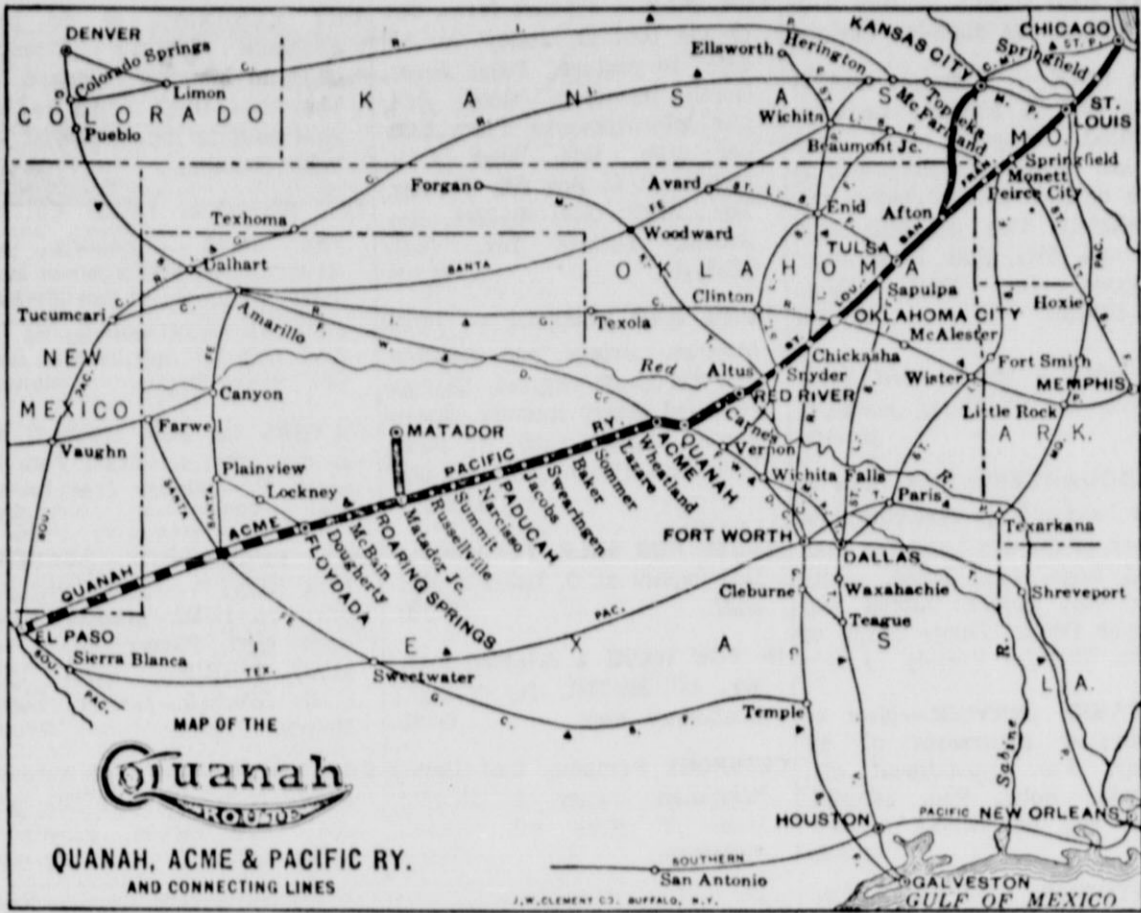 DENVER
Colorado Springs
Limon
COLORADO
Pueblo
KANSAS
KANSAS CITY
CHICAGO
ST. P.
Ellsworth
Herington
Springfield
Topeka
McFarland
ST. LOUIS
MO.
Wichita
Beaumont Jc.
Springfield
Monett
Peirce City
Forgan
Avard
Enid
Afton
Texhoma
Woodward
TULSA
Dalhart
SANTA
OKLAHOMA
Sapulpa
Hoxie
Tucumcari
Amarillo
Texola
Clinton
OKLAHOMA CITY
McAlester
NEW MEXICO
Red
Chickasha
Fort Smith
Altus
Snyder
Wister
MEMPHIS
Canyon
RED RIVER
Little Rock
Farwell
MATADOR
Carnes
ARK.
Vaughn
Vernon
QUANAH
ACME
Wheatland
Lazare
Sommer
Baker
Swearingen
Jacobs
PADUCAH
Narcisso
Summit
Russellville
Matador Jc.
ROARING SPRINGS
McBain
Dougherty
FLOYDADA
Plainview
Lockney
Wichita Falls
Paris
R.
Texarkana
QUANAH ACME PACIFIC RY.
FORT WORTH
DALLAS
Cleburne
Waxahachie
Shreveport
Teague
EL PASO
TEXAS
Sierra Blanca
Sweetwater
TEX.
PAC.
SOU.
PAC.
LA.
Temple
MAP OF THE
Quanah
ROUTE
HOUSTON
PACIFIC
NEW ORLEANS
QUANAH, ACME & PACIFIC RY.
AND CONNECTING LINES
SOUTHERN
San Antonio
GALVESTON
GULF OF MEXICO
J.W.CLEMENT CO. BUFFALO, N.Y.